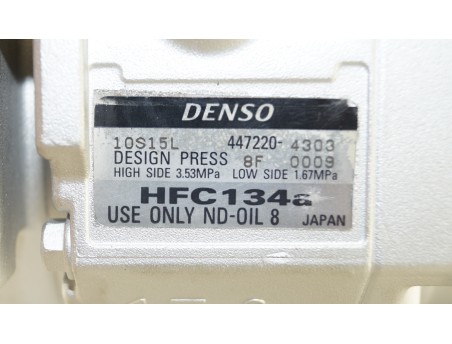 DENSO
10S15L 447220-4303
DESIGN PRESS 8F 0009
HIGH SIDE 3.53MPa LOW SIDE 1.67MPa
HFC134a
USE ONLY ND-OIL 8 JAPAN